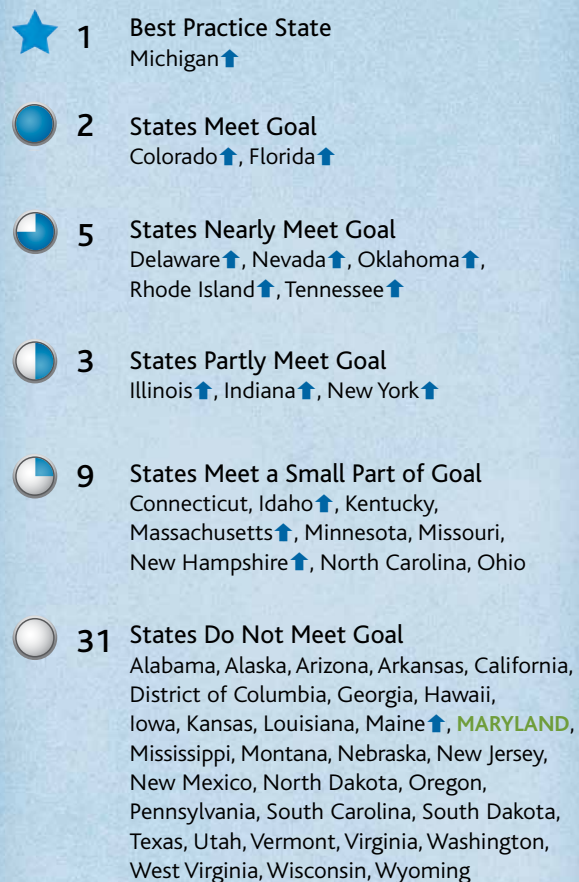 1 Best Practice State
Michigan⬆
2 States Meet Goal
Colorado⬆, Florida⬆
5 States Nearly Meet Goal
Delaware⬆, Nevada⬆, Oklahoma⬆,
Rhode Island⬆, Tennessee⬆
3 States Partly Meet Goal
Illinois⬆, Indiana⬆, New York⬆
9 States Meet a Small Part of Goal
Connecticut, Idaho⬆, Kentucky,
Massachusetts⬆, Minnesota, Missouri,
New Hampshire⬆, North Carolina, Ohio
31 States Do Not Meet Goal
Alabama, Alaska, Arizona, Arkansas, California,
District of Columbia, Georgia, Hawaii,
Iowa, Kansas, Louisiana, Maine⬆, MARYLAND,
Mississippi, Montana, Nebraska, New Jersey,
New Mexico, North Dakota, Oregon,
Pennsylvania, South Carolina, South Dakota,
Texas, Utah, Vermont, Virginia, Washington,
West Virginia, Wisconsin, Wyoming